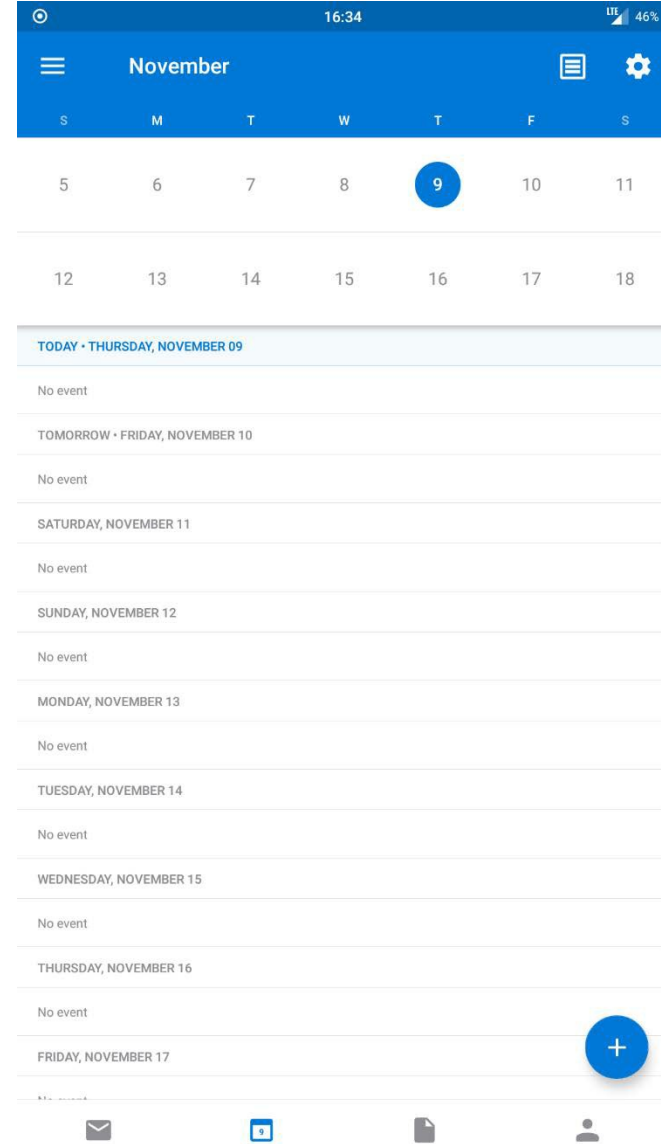 16:34 LTE 46%
November
S M T W T F S
5 6 7 8 9 10 11
12 13 14 15 16 17 18
TODAY • THURSDAY, NOVEMBER 09
No event
TOMORROW • FRIDAY, NOVEMBER 10
No event
SATURDAY, NOVEMBER 11
No event
SUNDAY, NOVEMBER 12
No event
MONDAY, NOVEMBER 13
No event
TUESDAY, NOVEMBER 14
No event
WEDNESDAY, NOVEMBER 15
No event
THURSDAY, NOVEMBER 16
No event
FRIDAY, NOVEMBER 17
9